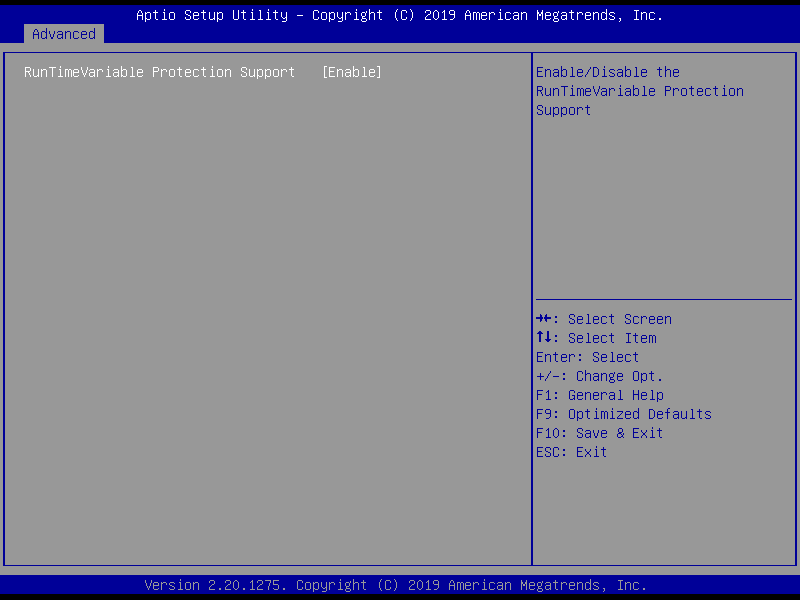 Aptio Setup Utility – Copyright (C) 2019 American Megatrends, Inc.
Advanced
RunTimeVariable Protection Support [Enable]
Enable/Disable the
RunTimeVariable Protection
Support
→←: Select Screen
↑↓: Select Item
Enter: Select
+/–: Change Opt.
F1: General Help
F9: Optimized Defaults
F10: Save & Exit
ESC: Exit
Version 2.20.1275. Copyright (C) 2019 American Megatrends, Inc.